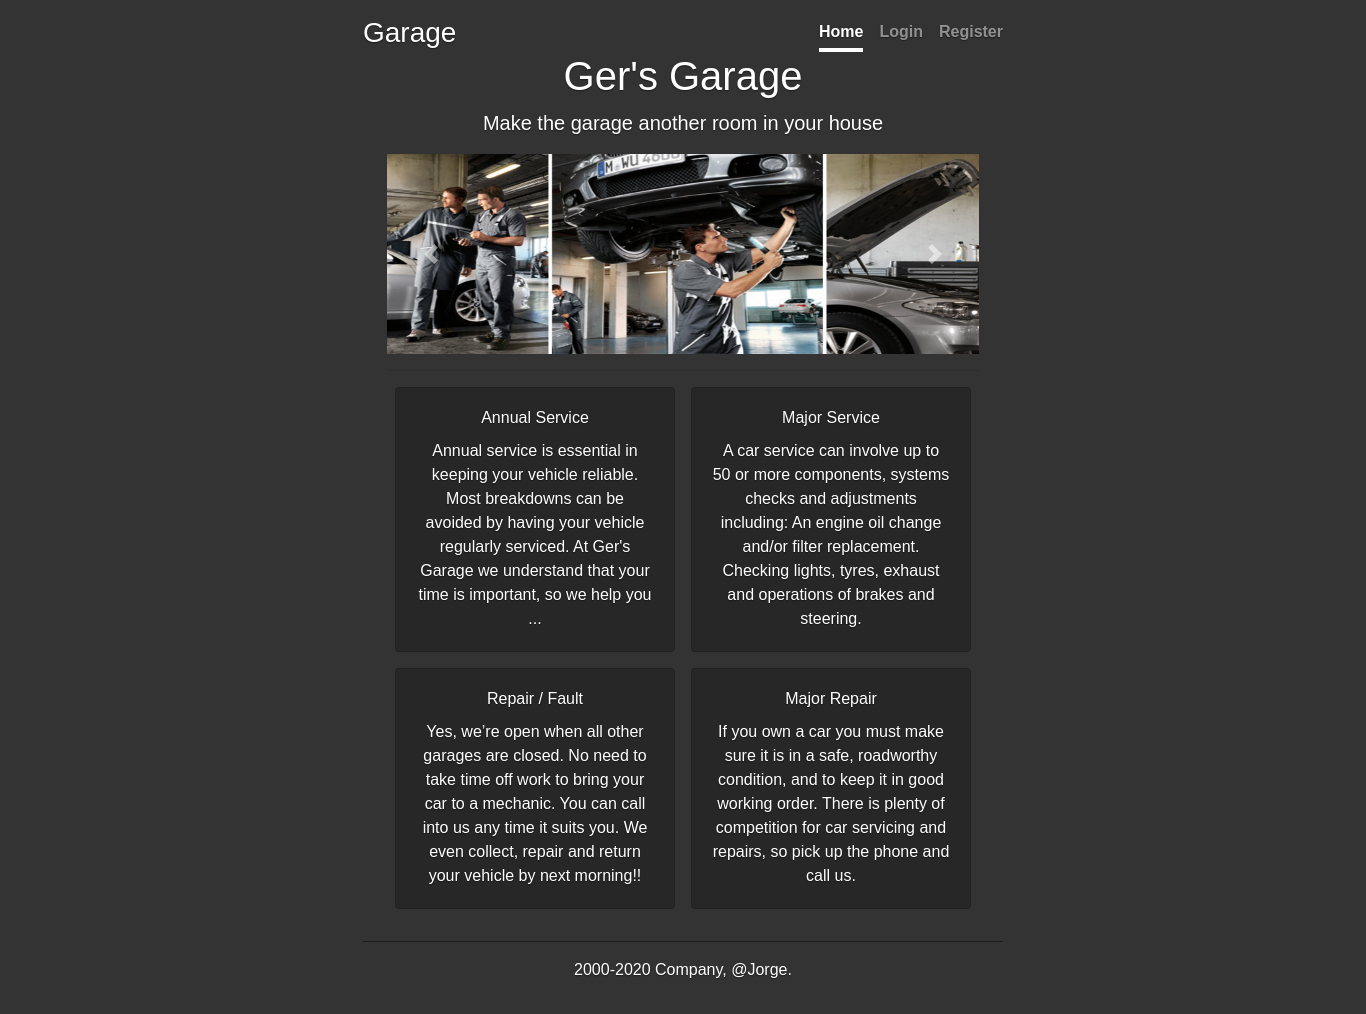 Garage
Home Login Register
Ger's Garage
Make the garage another room in your house
Annual Service
Annual service is essential in
keeping your vehicle reliable.
Most breakdowns can be
avoided by having your vehicle
regularly serviced. At Ger's
Garage we understand that your
time is important, so we help you
...
Major Service
A car service can involve up to
50 or more components, systems
checks and adjustments
including: An engine oil change
and/or filter replacement.
Checking lights, tyres, exhaust
and operations of brakes and
steering.
Repair / Fault
Yes, we’re open when all other
garages are closed. No need to
take time off work to bring your
car to a mechanic. You can call
into us any time it suits you. We
even collect, repair and return
your vehicle by next morning!!
Major Repair
If you own a car you must make
sure it is in a safe, roadworthy
condition, and to keep it in good
working order. There is plenty of
competition for car servicing and
repairs, so pick up the phone and
call us.
2000-2020 Company, @Jorge.